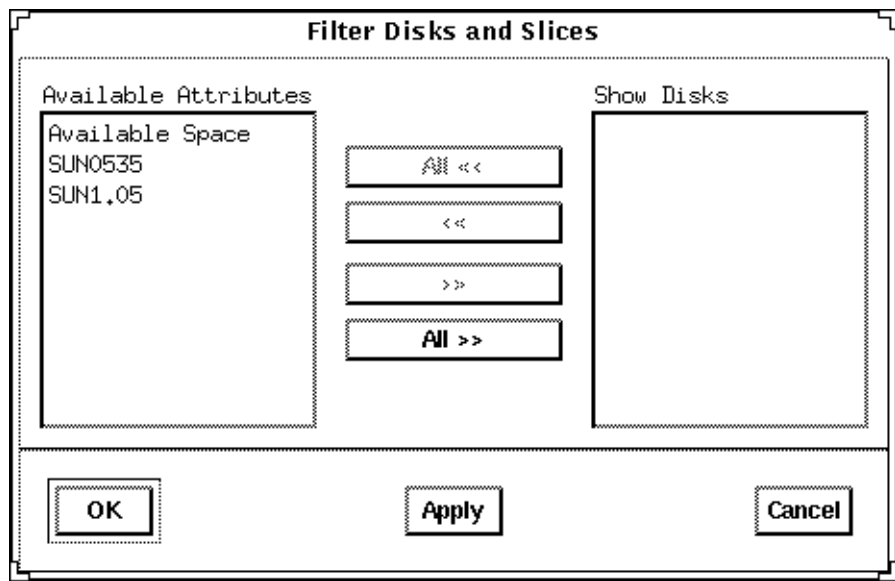 Filter Disks and Slices
Available Attributes
Available Space
SUN0535
SUN1.05
All <<
<<
>>
All >>
Show Disks
OK
Apply
Cancel